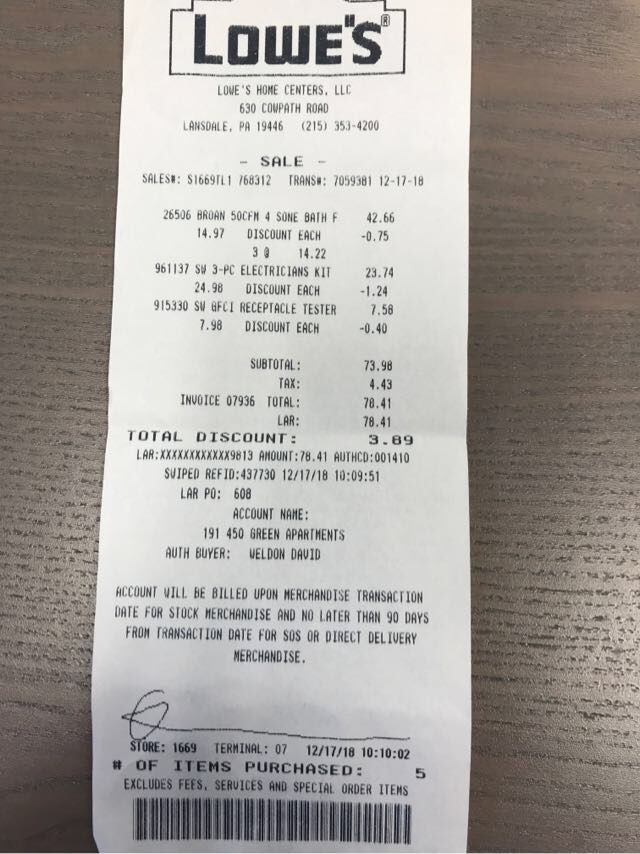 LOWE'S®
LOWE'S HOME CENTERS, LLC
630 COWPATH ROAD
LANSDALE, PA 19446 (215) 353-4200
- SALE -
SALES#: S1669TL1 768312 TRANS#: 7059381 12-17-18
26506 BROAN 50CFM 4 SONE BATH F 42.66
14.97 DISCOUNT EACH -0.75
3 @ 14.22
961137 SW 3-PC ELECTRICIANS KIT 23.74
24.98 DISCOUNT EACH -1.24
915330 SW GFCI RECEPTACLE TESTER 7.58
7.98 DISCOUNT EACH -0.40
SUBTOTAL: 73.98
TAX: 4.43
INVOICE 07936 TOTAL: 78.41
LAR: 78.41
TOTAL DISCOUNT: 3.89
LAR:XXXXXXXXXXXX9813 AMOUNT:78.41 AUTHCD:001410
SWIPED REFID:437730 12/17/18 10:09:51
LAR PO: 608
ACCOUNT NAME:
191 450 GREEN APARTMENTS
AUTH BUYER: WELDON DAVID
ACCOUNT WILL BE BILLED UPON MERCHANDISE TRANSACTION
DATE FOR STOCK MERCHANDISE AND NO LATER THAN 90 DAYS
FROM TRANSACTION DATE FOR SOS OR DIRECT DELIVERY
MERCHANDISE.
STORE: 1669 TERMINAL: 07 12/17/18 10:10:02
# OF ITEMS PURCHASED: 5
EXCLUDES FEES, SERVICES AND SPECIAL ORDER ITEMS